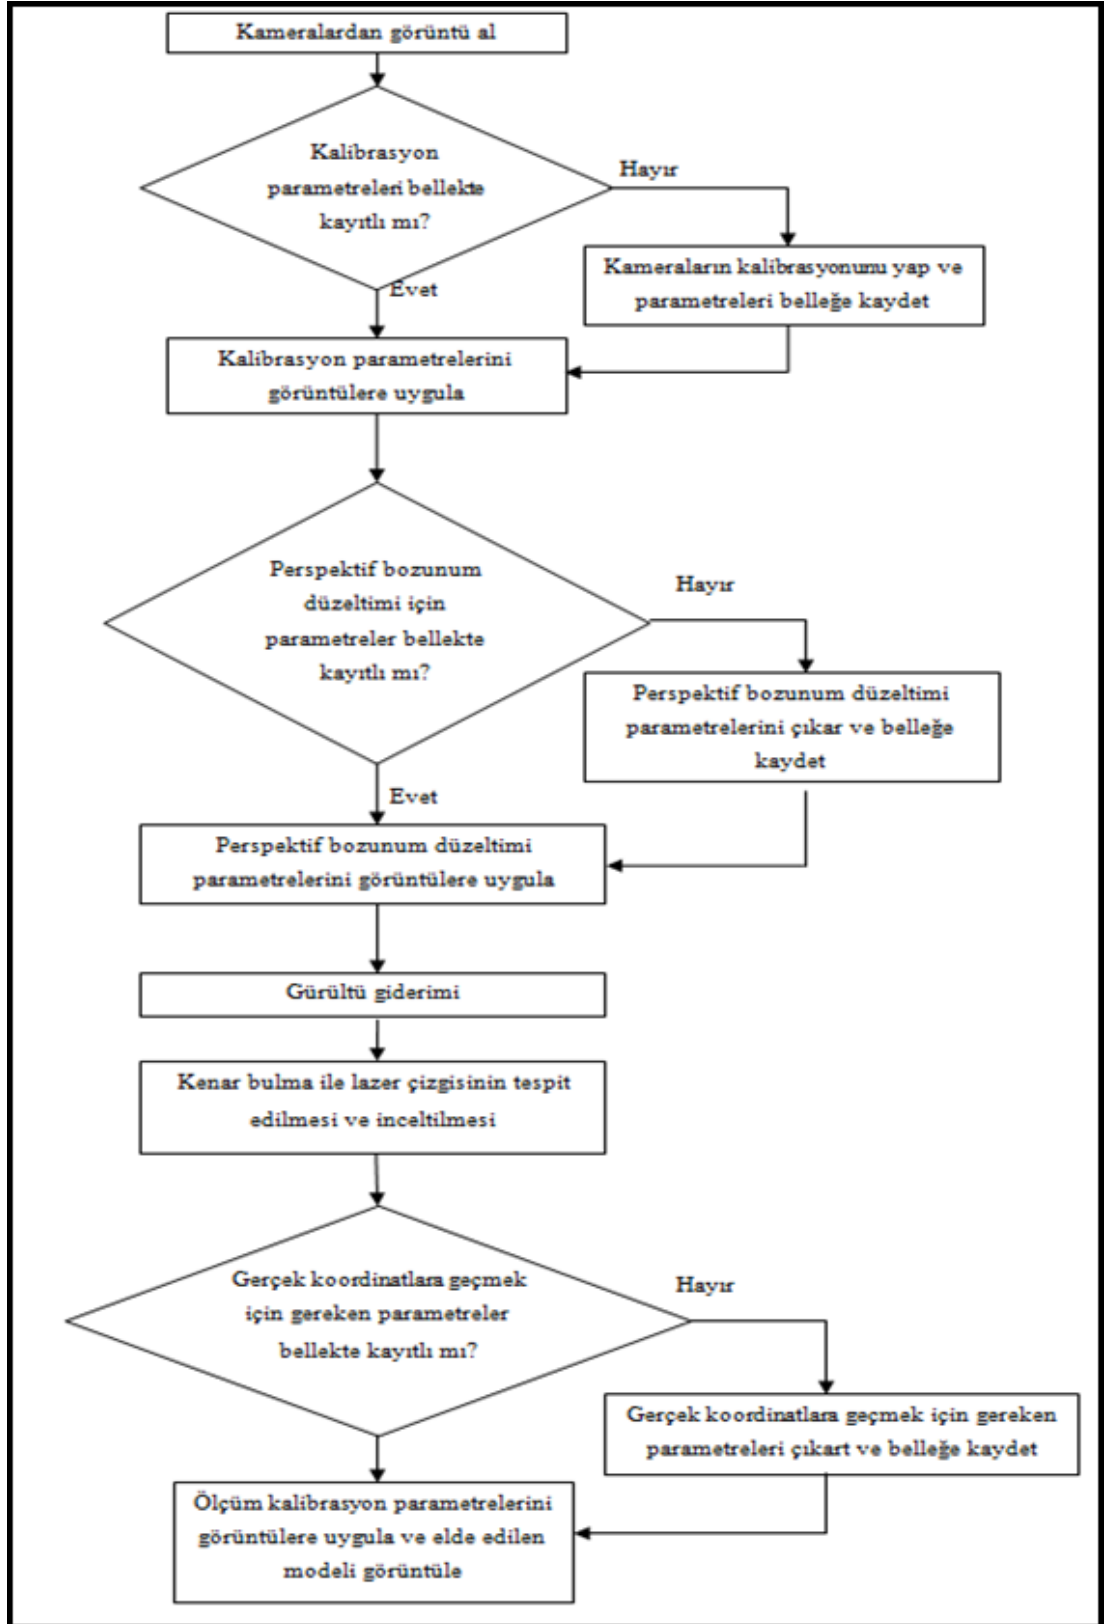 Kameralardan görüntü al
Kalibrasyon
parametreleri bellekte
kayıtlı mı?
Hayır
Kameraların kalibrasyonunu yap ve
parametreleri belleğe kaydet
Evet
Kalibrasyon parametrelerini
görüntülere uygula
Perspektif bozunum
düzeltimi için
parametreler bellekte
kayıtlı mı?
Hayır
Perspektif bozunum düzeltimi
parametrelerini çıkar ve belleğe
kaydet
Evet
Perspektif bozunum düzeltimi
parametrelerini görüntülere uygula
Gürültü giderimi
Kenar bulma ile lazer çizgisinin tespit
edilmesi ve inceltilmesi
Gerçek koordinatlara geçmek
için gereken parametreler
bellekte kayıtlı mı?
Hayır
Gerçek koordinatlara geçmek için gereken
parametreleri çıkart ve belleğe kaydet
Ölçüm kalibrasyon parametrelerini
görüntülere uygula ve elde edilen
modeli görüntüle